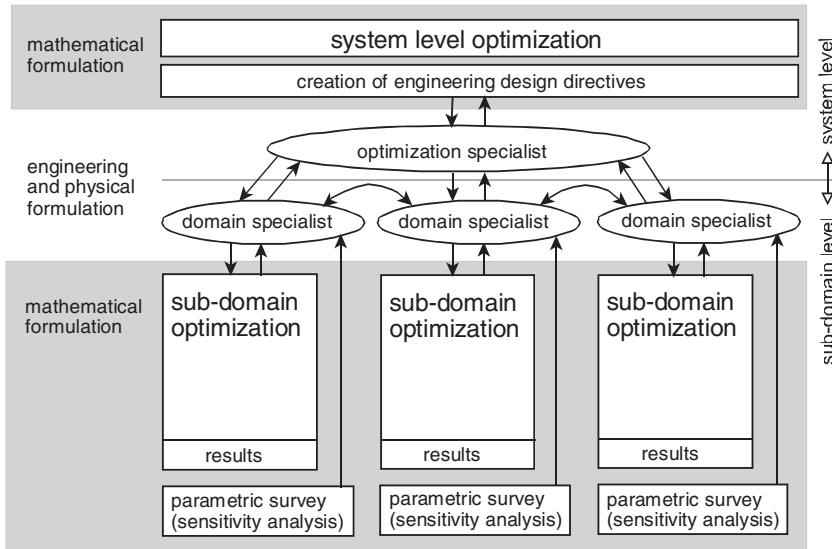 mathematical
formulation
system level optimization
creation of engineering design directives
system level
engineering
and physical
formulation
optimization specialist
domain specialist
domain specialist
domain specialist
sub-domain level
mathematical
formulation
sub-domain
optimization
results
parametric survey
(sensitivity analysis)
sub-domain
optimization
results
parametric survey
(sensitivity analysis)
sub-domain
optimization
results
parametric survey
(sensitivity analysis)